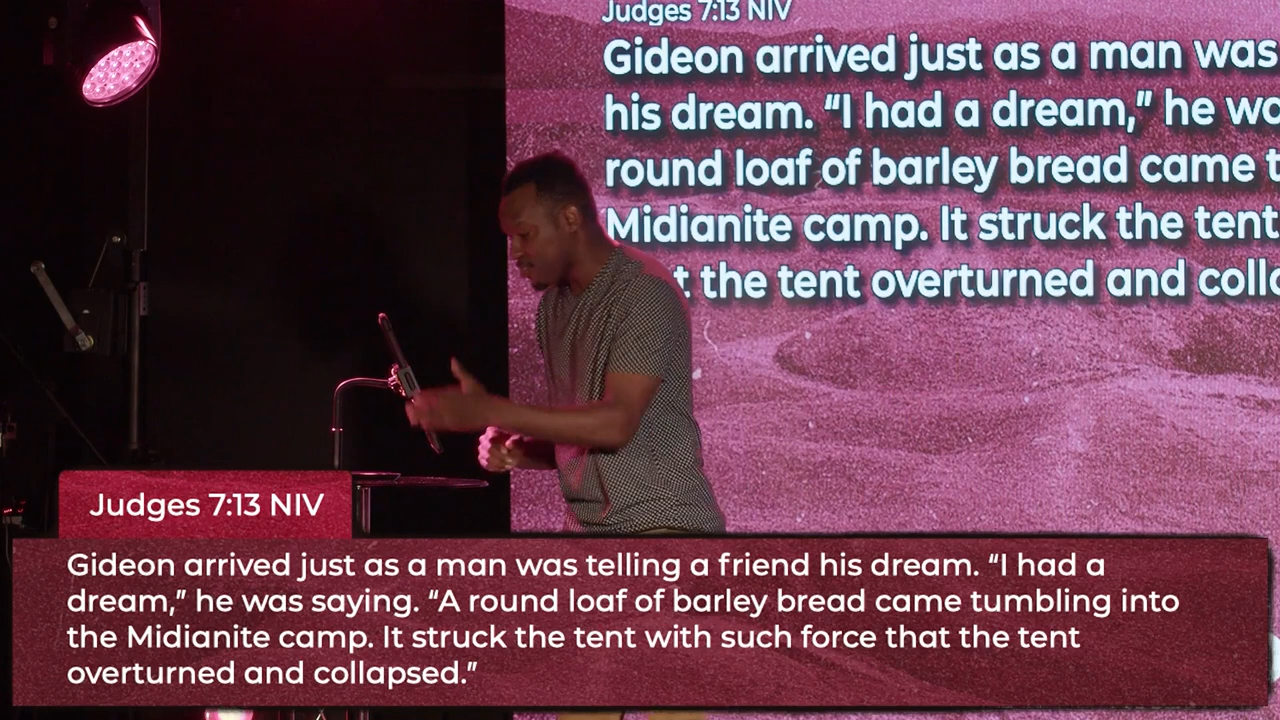 Judges 7:13 NIV
Gideon arrived just as a man was
his dream. “I had a dream,” he
round loaf of barley bread came
Midianite camp. It struck the tent
the tent overturned and
Judges 7:13 NIV
Gideon arrived just as a man was telling a friend his dream. “I had a
dream,” he was saying. “A round loaf of barley bread came tumbling into
the Midianite camp. It struck the tent with such force that the tent
overturned and collapsed.”